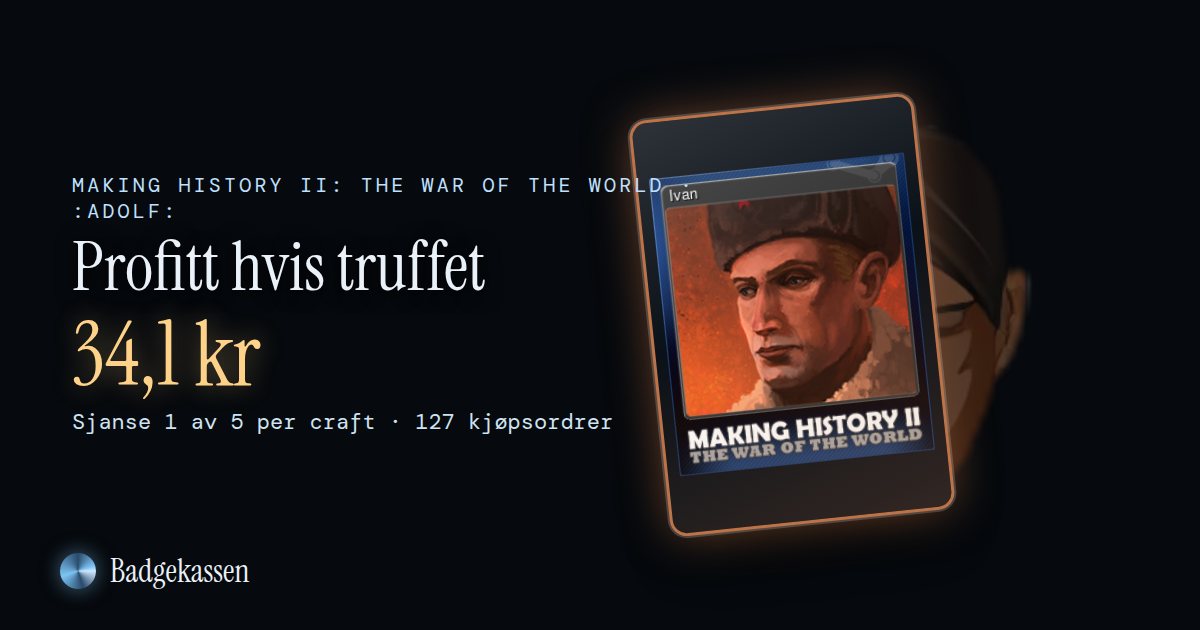 MAKING HISTORY II: THE WAR OF THE WORLD
:ADOLF:
Profitt hvis truffet
34,1 kr
Sjanse 1 av 5 per craft · 127 kjøpsordrer
Badgekassen
Ivan
MAKING HISTORY II
THE WAR OF THE WORLD